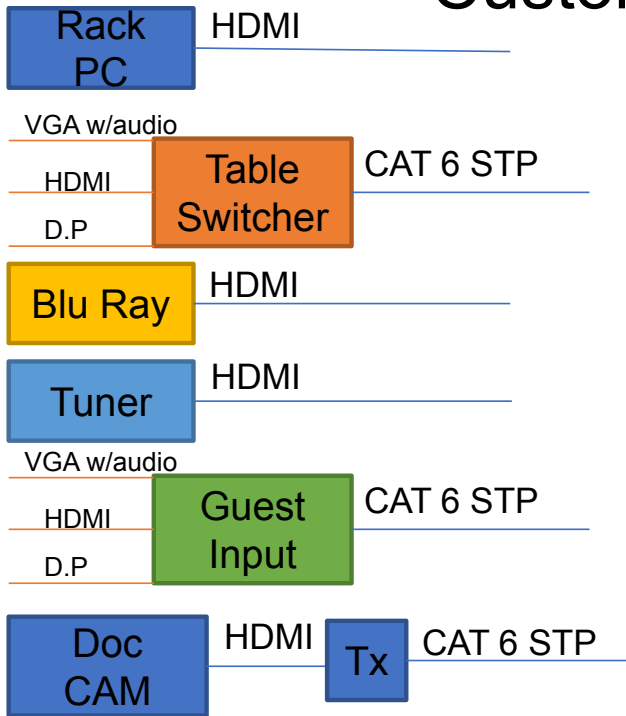 Rack
PC
HDMI
VGA w/audio
HDMI
D.P
Table
Switcher
CAT 6 STP
Blu Ray
HDMI
Tuner
HDMI
VGA w/audio
HDMI
D.P
Guest
Input
CAT 6 STP
Doc
CAM
HDMI
Tx
CAT 6 STP